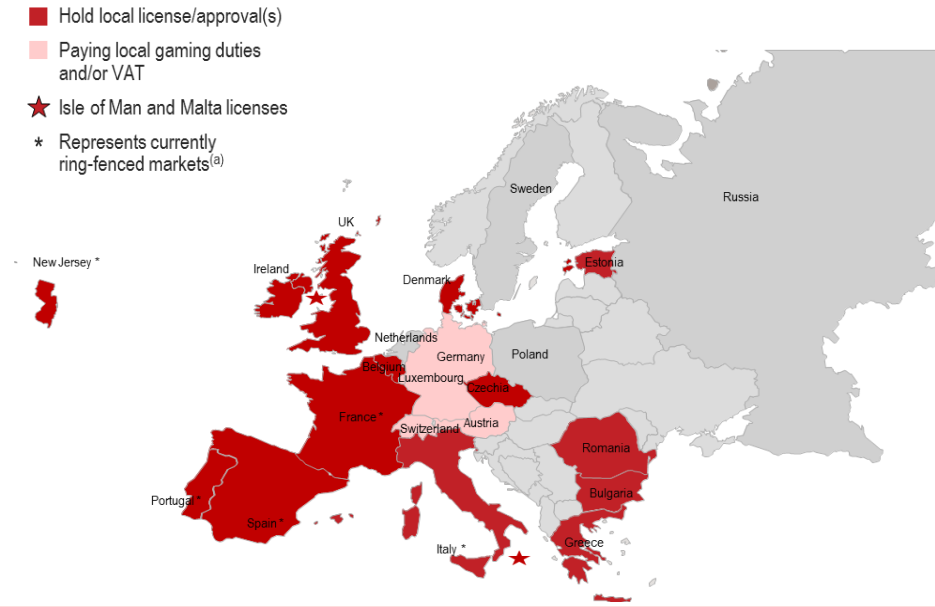 Hold local license/approval(s)
Paying local gaming duties
and/or VAT
Isle of Man and Malta licenses
* Represents currently
ring-fenced markets(a)
Sweden
Russia
UK
New Jersey *
Ireland
Estonia
Denmark
Netherlands
Germany
Poland
Belgium
Luxembourg
Czechia
France *
Switzerland
Austria
Romania
Bulgaria
Portugal *
Spain *
Greece
Italy *